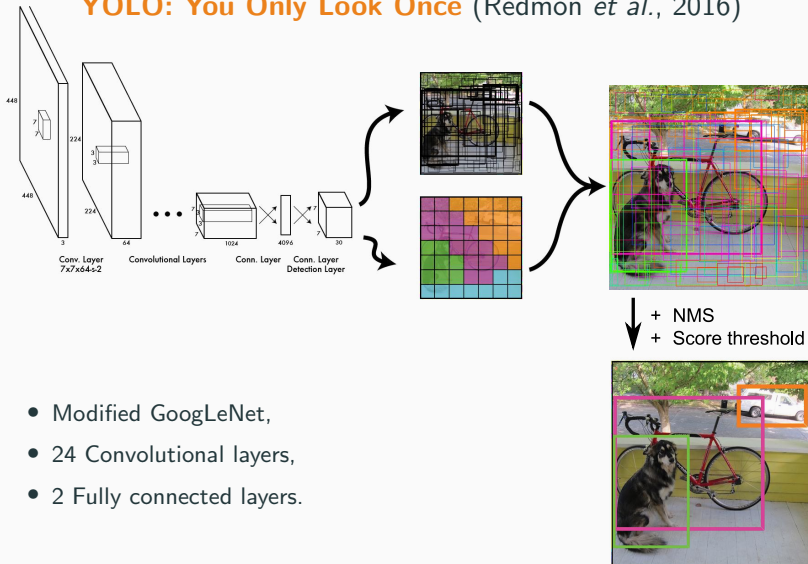 YOLO: You Only Look Once (Redmon et al., 2016)
448
448
7
7
3
224
224
3
3
64
7
3
3
7
1024
4096
7
7
30
Conv. Layer
7x7x64-s-2
Convolutional Layers
Conn. Layer
Conn. Layer
Detection Layer
+ NMS
+ Score threshold
• Modified GoogLeNet,
• 24 Convolutional layers,
• 2 Fully connected layers.